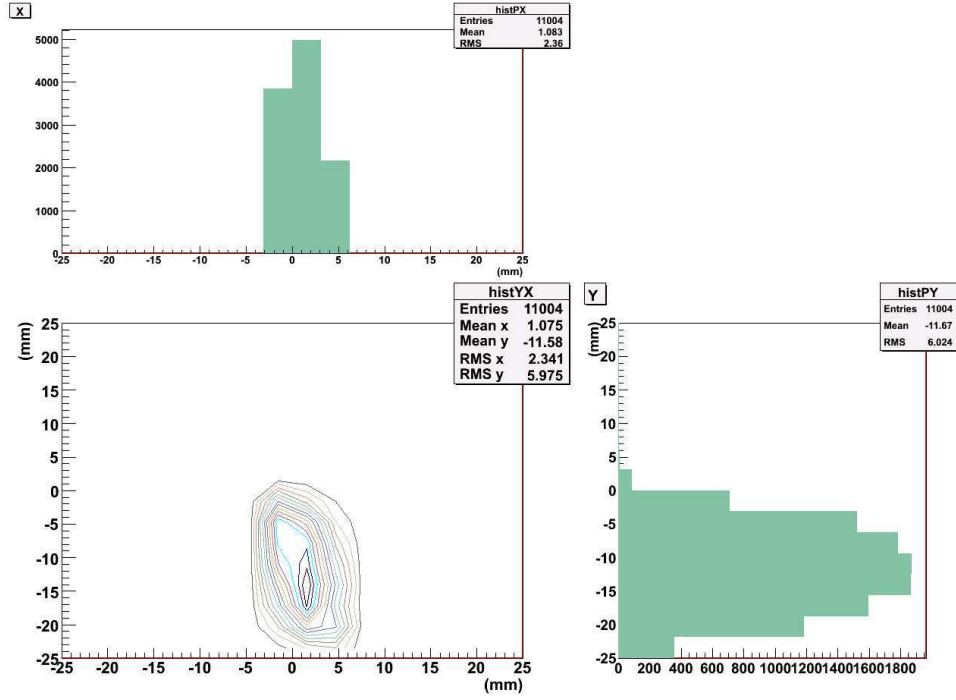 X
histPX
Entries 11004
Mean 1.083
RMS 2.36
5000
4000
3000
2000
1000
0
-25 -20 -15 -10 -5 0 5 10 15 20 25
(mm)
histYX
Entries 11004
Mean x 1.075
Mean y -11.58
RMS x 2.341
RMS y 5.975
(mm)
25
20
15
10
5
0
-5
-10
-15
-20
-25
-25 -20 -15 -10 -5 0 5 10 15 20 25
(mm)
Y
histPY
Entries 11004
Mean -11.67
RMS 6.024
(mm)
25
20
15
10
5
0
-5
-10
-15
-20
-25
0 200 400 600 800 1000 1200 1400 1600 1800